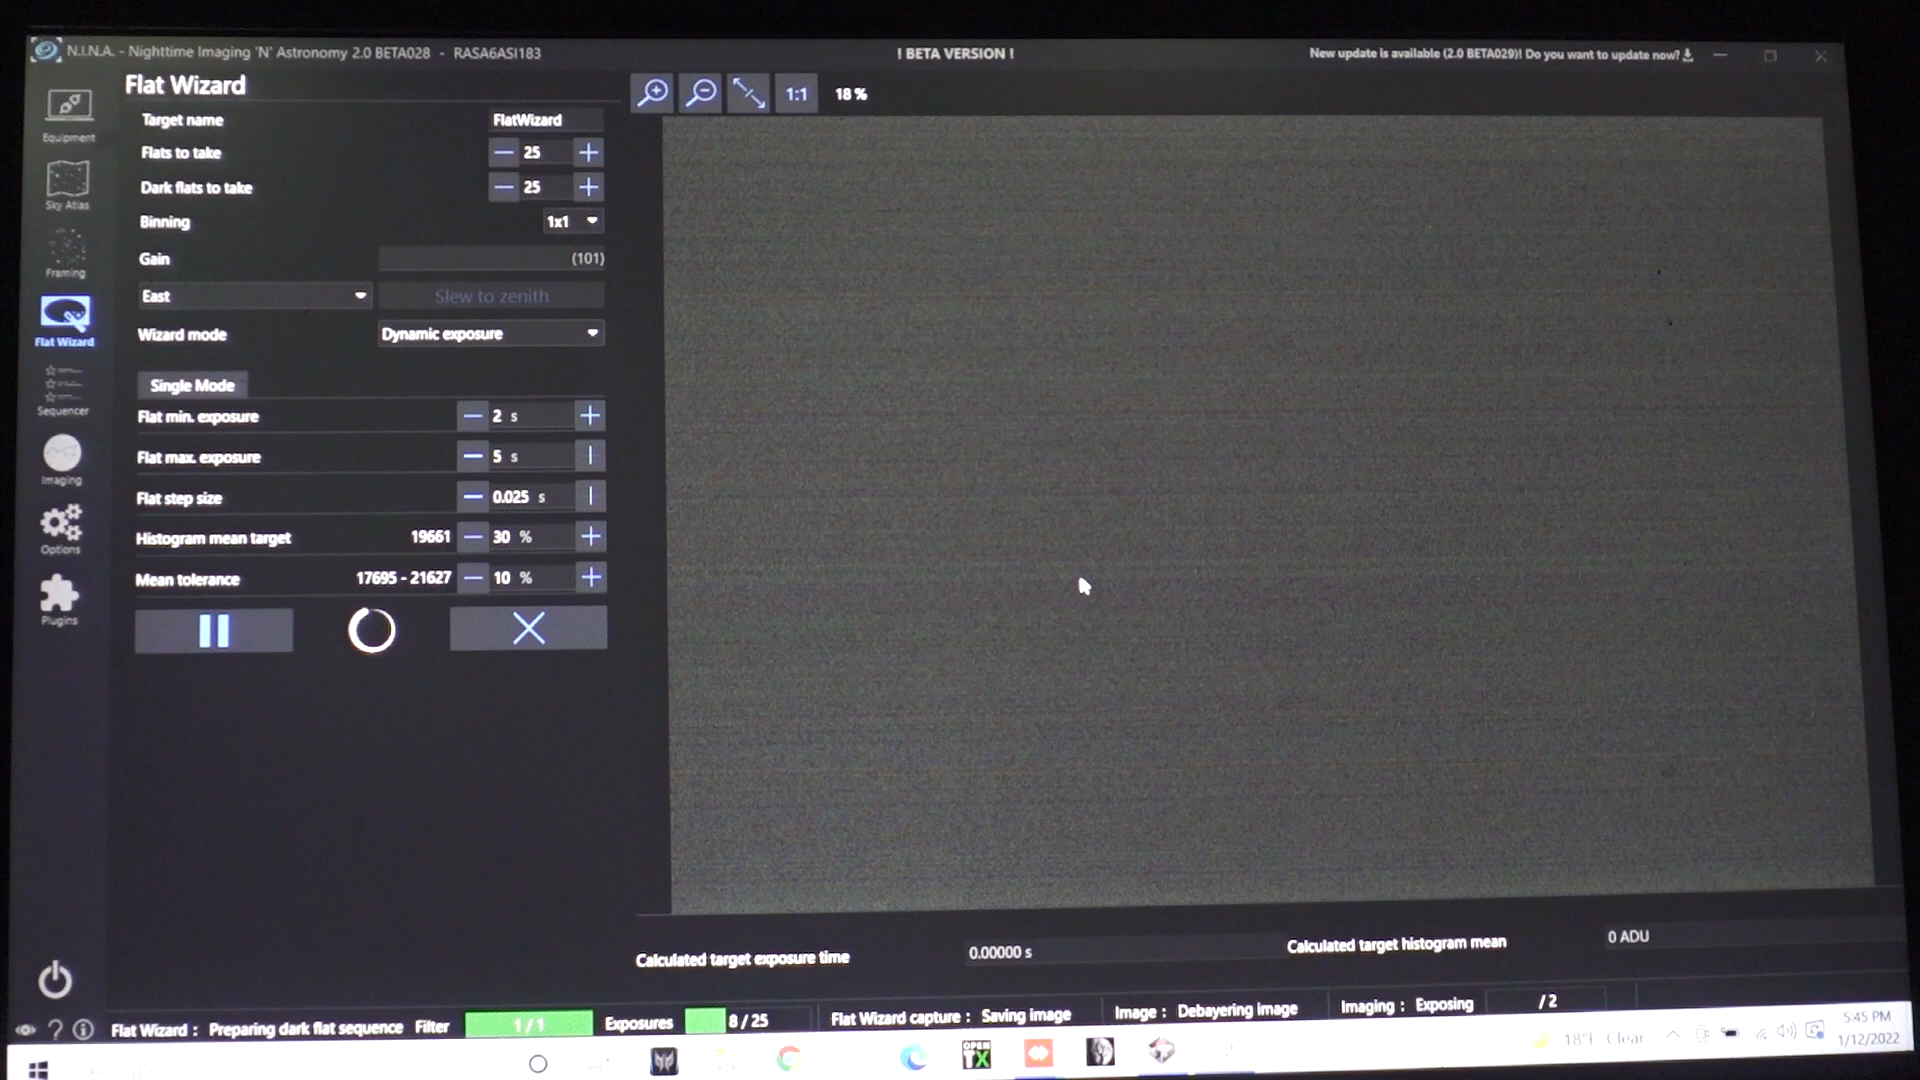 N.I.N.A. - Nighttime Imaging 'N' Astronomy 2.0 BETA028 - RASA6ASI183
! BETA VERSION !
New update is available (2.0 BETA029)! Do you want to update now?
Equipment
Sky Atlas
Framing
Flat Wizard
Sequencer
Imaging
Options
Plugins
Flat Wizard
Target name FlatWizard
Flats to take 25
Dark flats to take 25
Binning 1x1
Gain (101)
East Slew to zenith
Wizard mode Dynamic exposure
Single Mode
Flat min. exposure 2 s
Flat max. exposure 5 s
Flat step size 0.025 s
Histogram mean target 19661 30 %
Mean tolerance 17695 - 21627 10 %
1:1 18 %
Calculated target exposure time 0.00000 s
Calculated target histogram mean 0 ADU
Flat Wizard : Preparing dark flat sequence Filter 1 / 1 Exposures 8 / 25 Flat Wizard capture : Saving image Image : Debayering image Imaging : Exposing / 2
OPEN
TX
18°F Clear
5:45 PM
1/12/2022